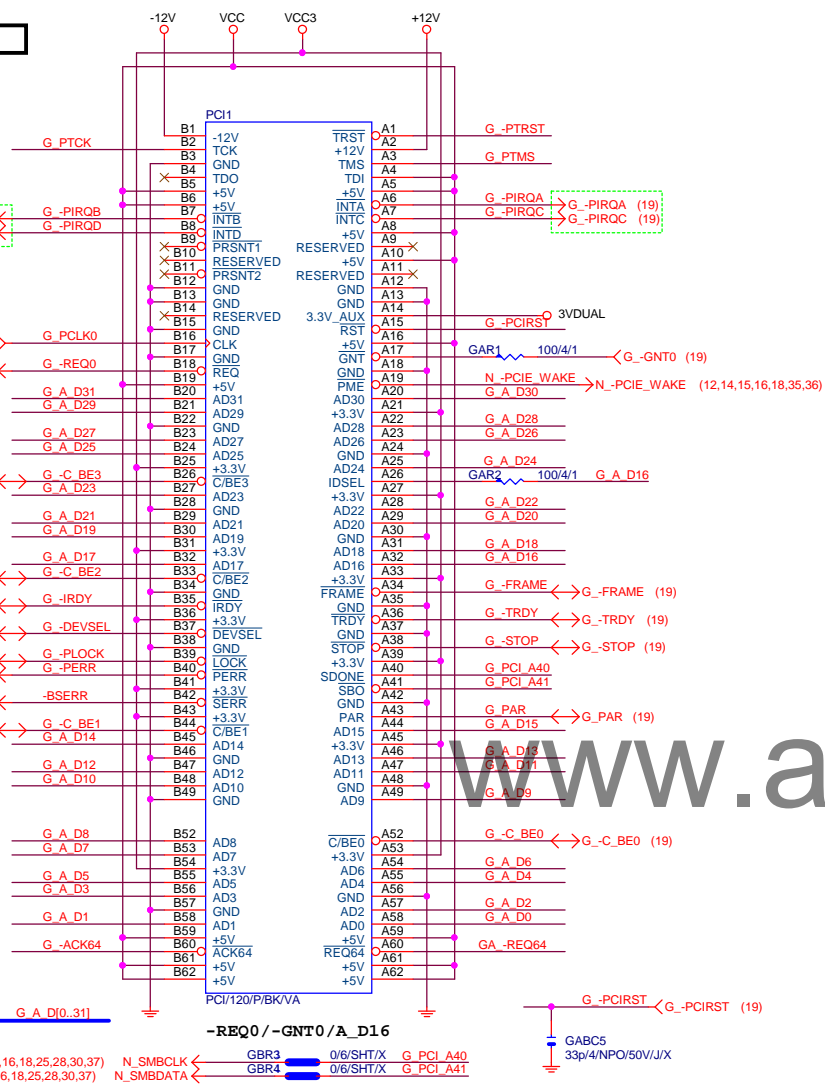 -12V VCC VCC3 +12V
PCI1
B1 -12V TRST A1 G_-PTRST
G_PTCK B2 TCK +12V A2
B3 GND TMS A3 G_PTMS
B4 TDO TDI A4
B5 +5V +5V A5
B6 +5V INTA A6 G_-PIRQA G_-PIRQA (19)
G_-PIRQB B7 INTB INTC A7 G_-PIRQC G_-PIRQC (19)
G_-PIRQD B8 INTD +5V A8
B9 PRSNT1 RESERVED A9
B10 RESERVED +5V A10
B11 PRSNT2 RESERVED A11
B12 GND GND A12
B13 GND GND A13
B14 RESERVED 3.3V_AUX A14 3VDUAL
B15 GND RST A15 G_-PCIRST
G_PCLK0 B16 CLK +5V A16
B17 GND GNT A17 GAR1 100/4/1 G_-GNT0 (19)
G_-REQ0 B18 REQ GND A18
B19 +5V PME A19 N_-PCIE_WAKE N_-PCIE_WAKE (12,14,15,16,18,35,36)
G_A_D31 B20 AD31 AD30 A20 G_A_D30
G_A_D29 B21 AD29 +3.3V A21
B22 GND AD28 A22 G_A_D28
G_A_D27 B23 AD27 AD26 A23 G_A_D26
G_A_D25 B24 AD25 GND A24
B25 +3.3V AD24 A25 G_A_D24
G_-C_BE3 B26 C/BE3 IDSEL A26 GAR2 100/4/1 G_A_D16
G_A_D23 B27 AD23 +3.3V A27
B28 GND AD22 A28 G_A_D22
G_A_D21 B29 AD21 AD20 A29 G_A_D20
G_A_D19 B30 AD19 GND A30
B31 +3.3V AD18 A31 G_A_D18
G_A_D17 B32 AD17 AD16 A32 G_A_D16
G_-C_BE2 B33 C/BE2 +3.3V A33
B34 GND FRAME A34 G_-FRAME G_-FRAME (19)
G_-IRDY B35 IRDY GND A35
B36 +3.3V TRDY A36 G_-TRDY G_-TRDY (19)
G_-DEVSEL B37 DEVSEL GND A37
B38 GND STOP A38 G_-STOP G_-STOP (19)
G_-PLOCK B39 LOCK +3.3V A39
G_-PERR B40 PERR SDONE A40 G_PCI_A40
B41 +3.3V SBO A41 G_PCI_A41
-BSERR B42 SERR GND A42
B43 +3.3V PAR A43 G_PAR G_PAR (19)
G_-C_BE1 B44 C/BE1 AD15 A44 G_A_D15
G_A_D14 B45 AD14 +3.3V A45
B46 GND AD13 A46 G_A_D13
G_A_D12 B47 AD12 AD11 A47 G_A_D11
G_A_D10 B48 AD10 GND A48
B49 GND AD9 A49 G_A_D9
www.a
G_A_D8 B52 AD8 C/BE0 A52 G_-C_BE0 G_-C_BE0 (19)
G_A_D7 B53 AD7 +3.3V A53
B54 +3.3V AD6 A54 G_A_D6
G_A_D5 B55 AD5 AD4 A55 G_A_D4
G_A_D3 B56 AD3 GND A56
B57 GND AD2 A57 G_A_D2
G_A_D1 B58 AD1 AD0 A58 G_A_D0
B59 +5V +5V A59
G_-ACK64 B60 ACK64 REQ64 A60 GA_-REQ64
B61 +5V +5V A61
B62 +5V +5V A62
PCI/120/P/BK/VA
G_A_D[0..31]
G_-PCIRST G_-PCIRST (19)
-REQ0/-GNT0/A_D16
GABC5
33p/4/NPO/50V/J/X
,16,18,25,28,30,37) N_SMBCLK GBR3 0/6/SHT/X G_PCI_A40
6,18,25,28,30,37) N_SMBDATA GBR4 0/6/SHT/X G_PCI_A41